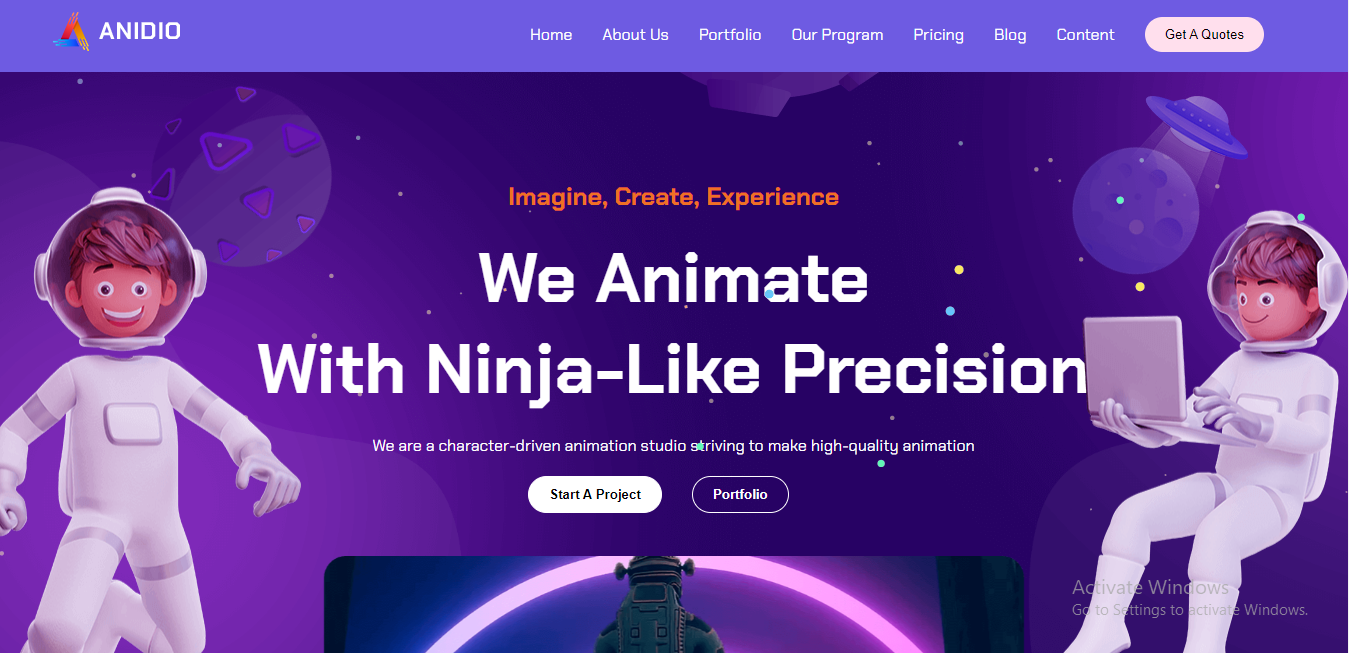 ANIDIO
Home About Us Portfolio Our Program Pricing Blog Content Get A Quotes
Imagine, Create, Experience
We Animate
With Ninja-Like Precision
We are a character-driven animation studio striving to make high-quality animation
Start A Project Portfolio
Activate Windows
Go to Settings to activate Windows.